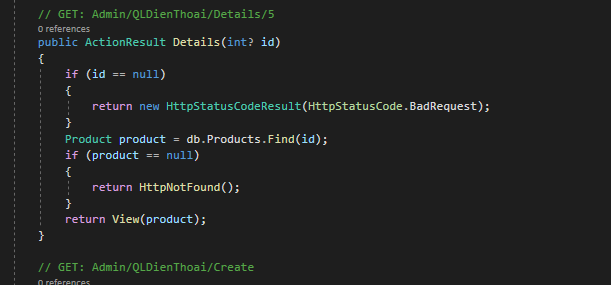 // GET: Admin/QLDienThoai/Details/5
0 references
public ActionResult Details(int? id)
{
if (id == null)
{
return new HttpStatusCodeResult(HttpStatusCode.BadRequest);
}
Product product = db.Products.Find(id);
if (product == null)
{
return HttpNotFound();
}
return View(product);
}
// GET: Admin/QLDienThoai/Create
0 references